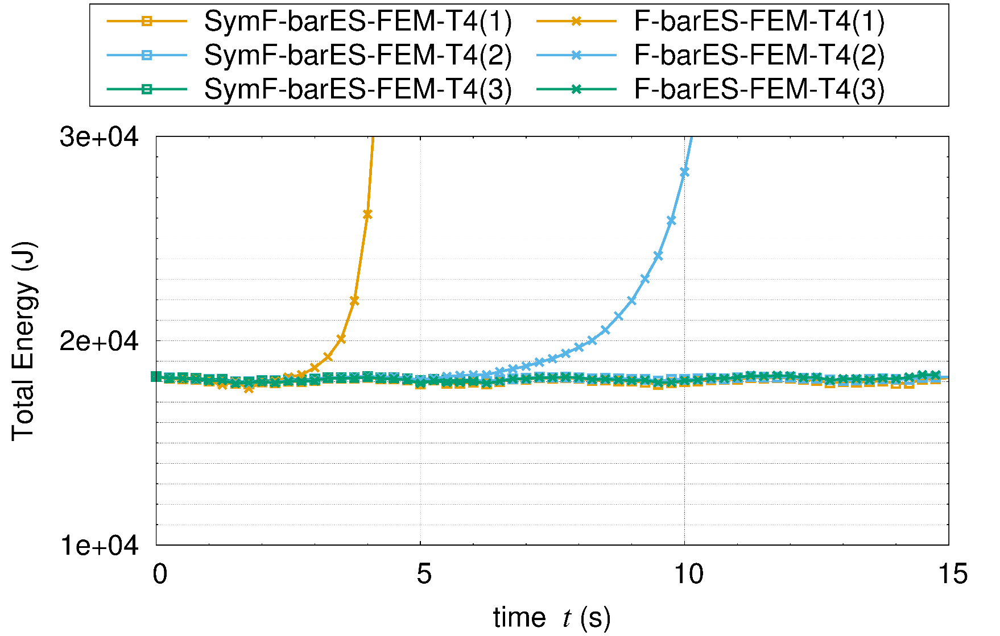 SymF-barES-FEM-T4(1) F-barES-FEM-T4(1)
SymF-barES-FEM-T4(2) F-barES-FEM-T4(2)
SymF-barES-FEM-T4(3) F-barES-FEM-T4(3)
3e+04
2e+04
1e+04
Total Energy (J)
0 5 10 15
time t (s)